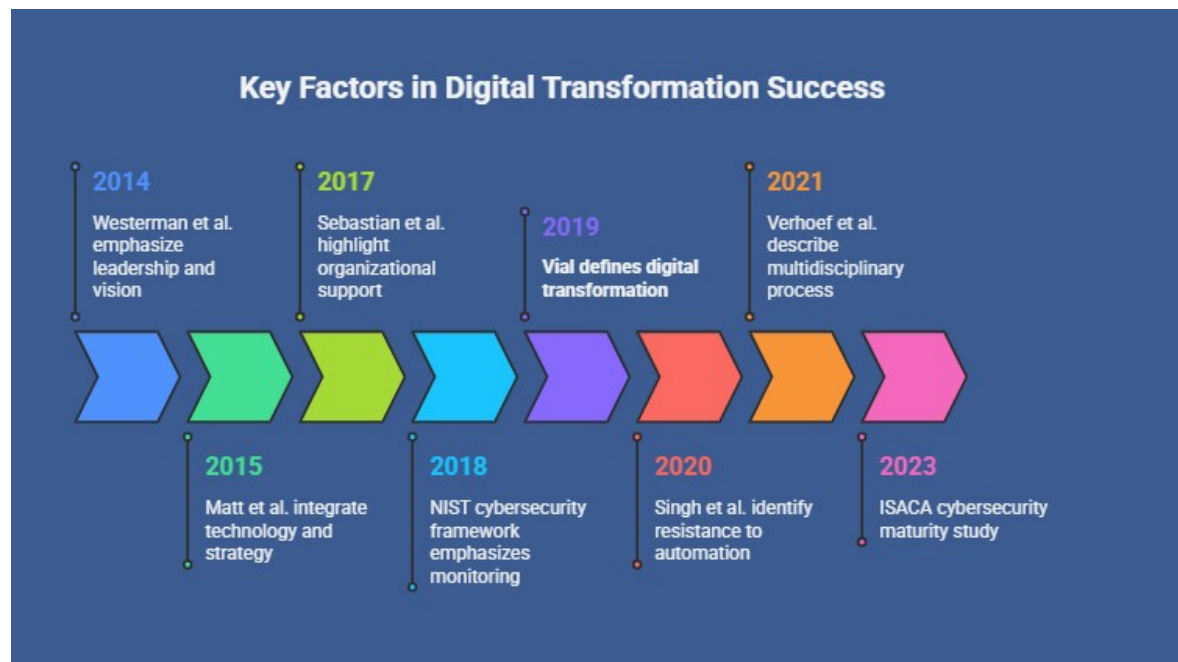 Key Factors in Digital Transformation Success
2014
Westerman et al.
emphasize
leadership and
vision
2015
Matt et al. integrate
technology and
strategy
2017
Sebastian et al.
highlight
organizational
support
2018
NIST cybersecurity
framework
emphasizes
monitoring
2019
Vial defines digital
transformation
2020
Singh et al. identify
resistance to
automation
2021
Verhoef et al.
describe
multidisciplinary
process
2023
ISACA cybersecurity
maturity study